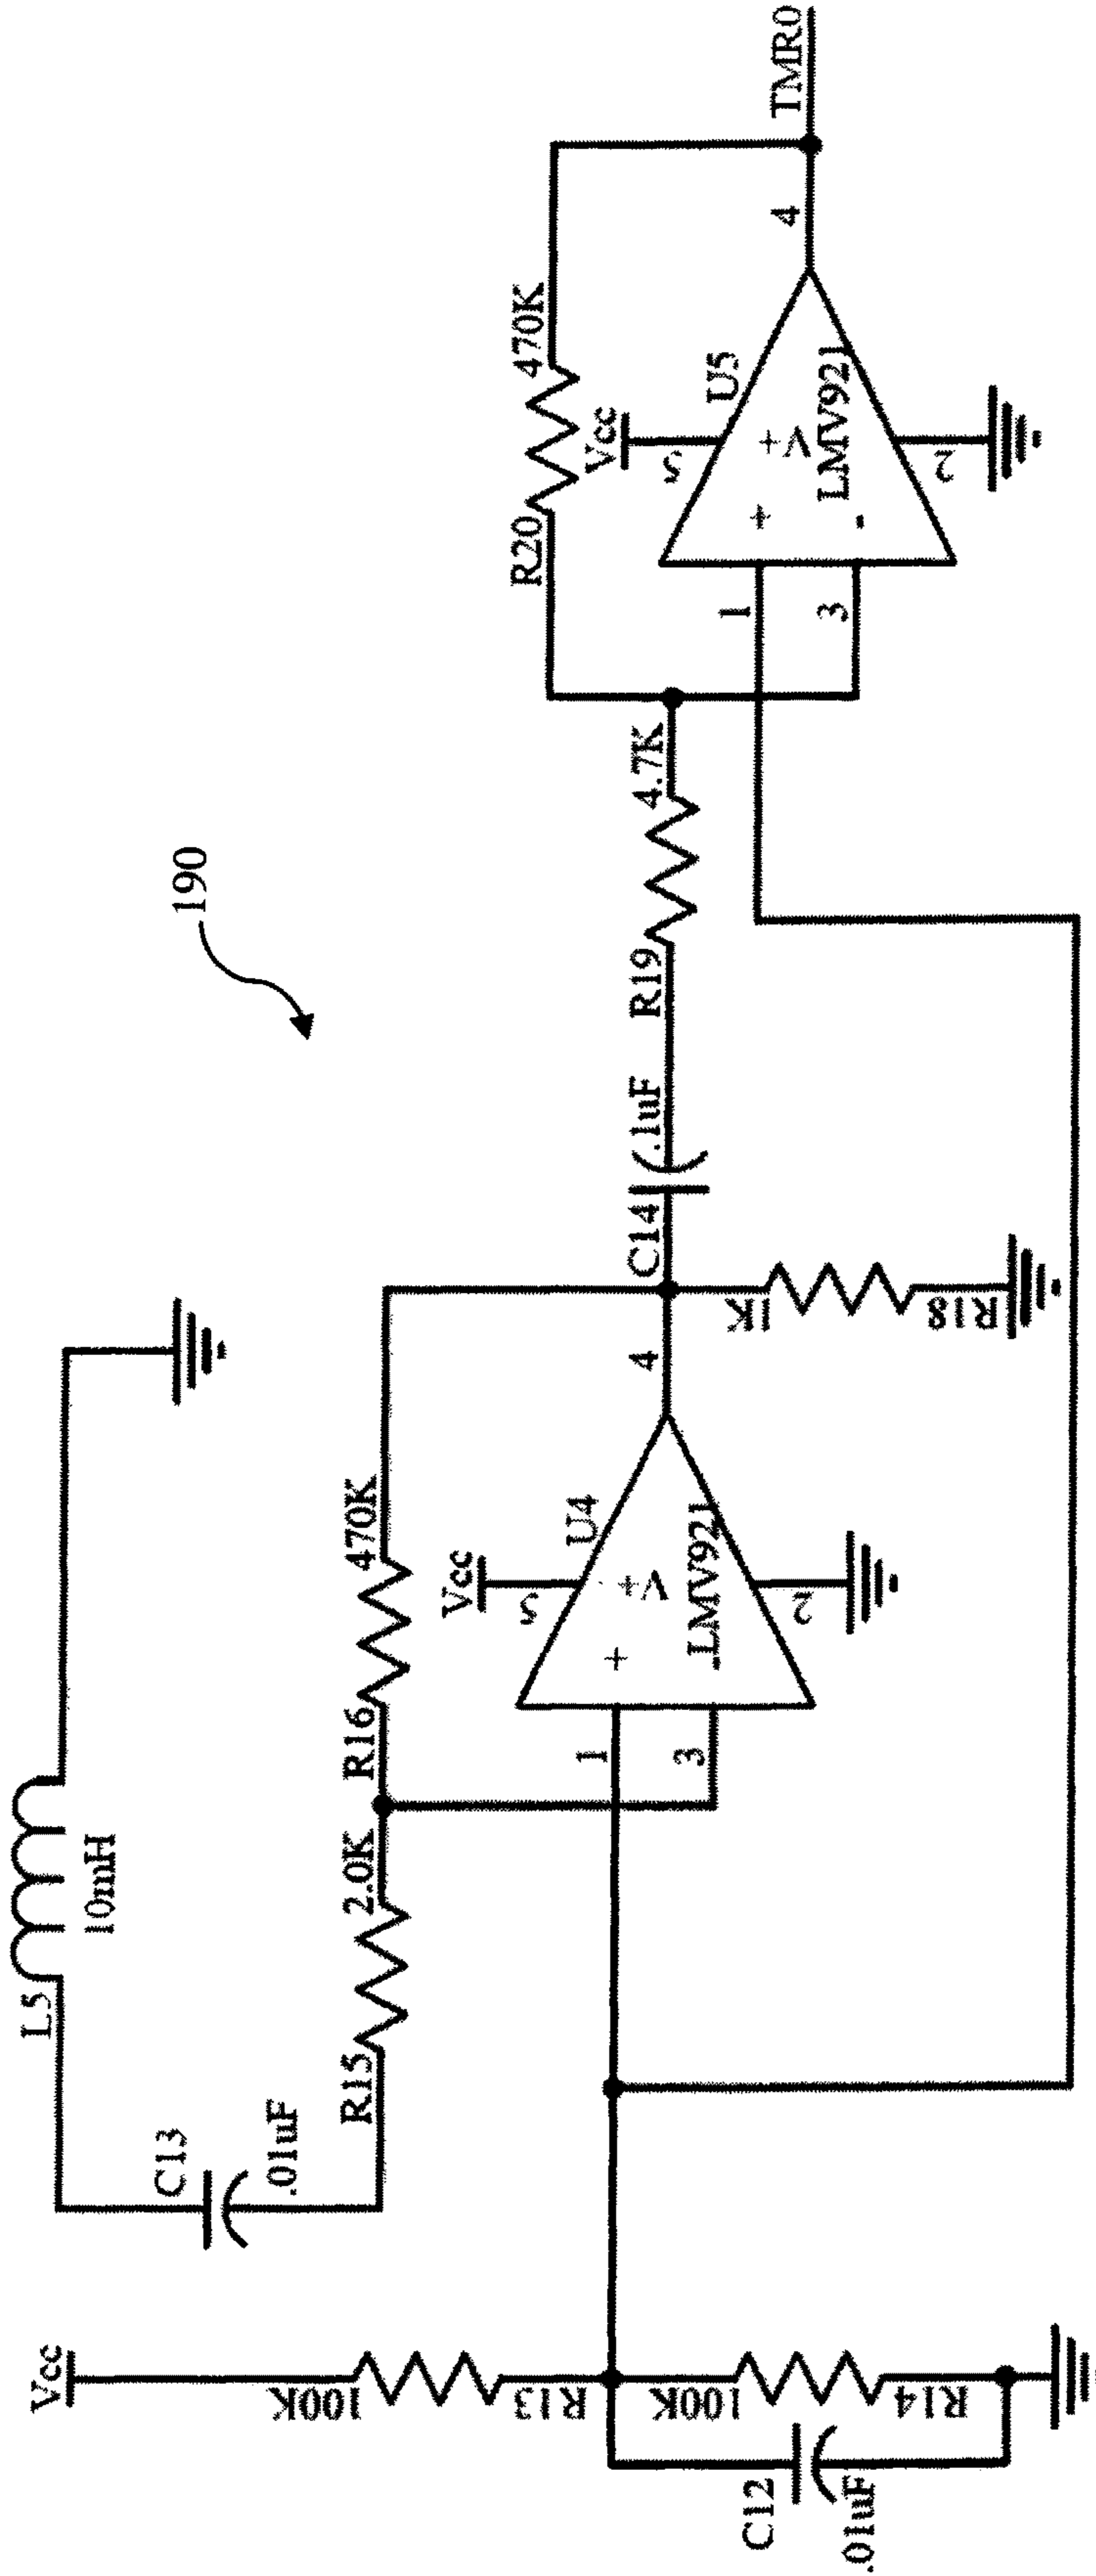 190
L5
10mH
C13
.01uF
Vcc
100K
R13
100K
R14
C12
.01uF
R15
2.0K
R16
470K
Vcc
5
U4
+
V+
-
LMV921
1
3
2
4
1K
R18
C14
.1uF
R19
4.7K
R20
470K
Vcc
5
U5
+
V+
-
LMV921
1
3
2
4
TMR0